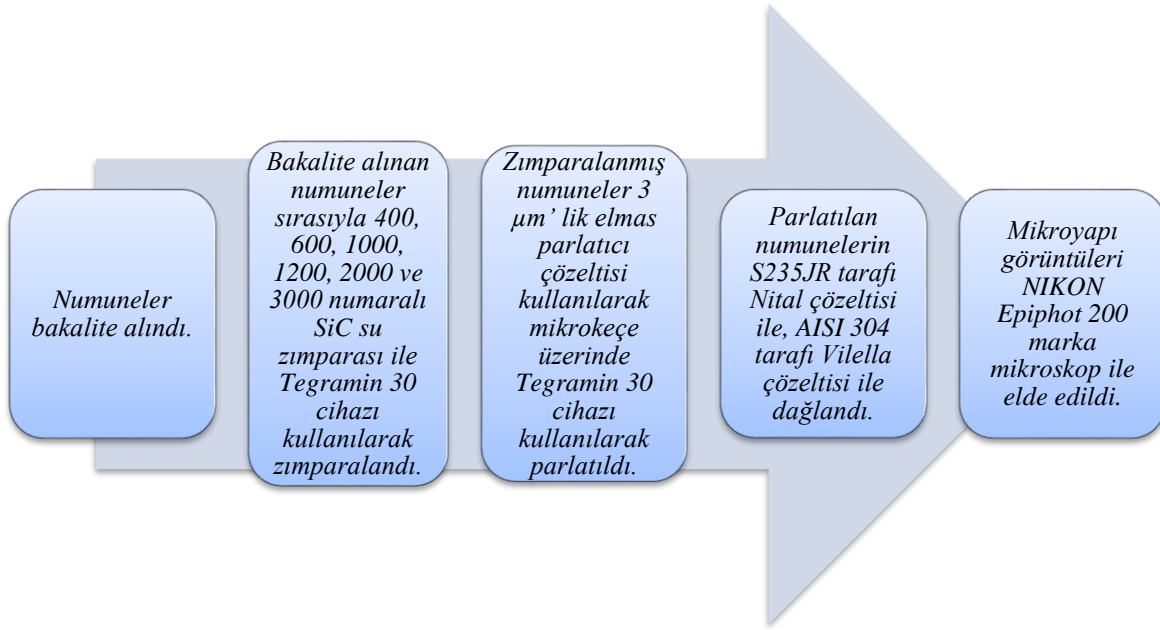 Numuneler
bakalite alındı.
Bakalite alınan
numuneler
sırasıyla 400,
600, 1000,
1200, 2000 ve
3000 numaralı
SiC su
zımparası ile
Tegramin 30
cihazı
kullanılarak
zımparalandı.
Zımparalanmış
numuneler 3
µm’ lik elmas
parlatıcı
çözeltisi
kullanılarak
mikrokeçe
üzerinde
Tegramin 30
cihazı
kullanılarak
parlatıldı.
Parlatılan
numunelerin
S235JR tarafı
Nital çözeltisi
ile, AISI 304
tarafı Vilella
çözeltisi ile
dağlandı.
Mikroyapı
görüntüleri
NIKON
Epiphot 200
marka
mikroskop ile
elde edildi.